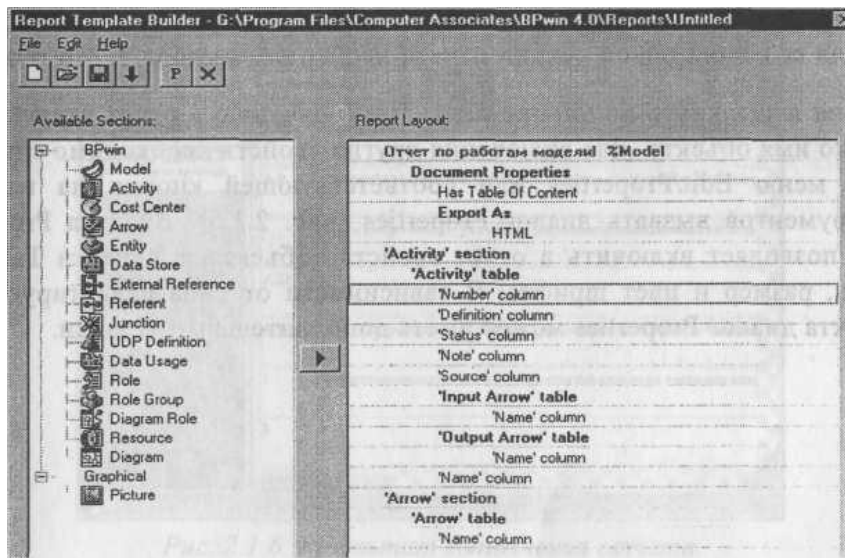 Report Template Builder - G:\Program Files\Computer Associates\BPwin 4.0\Reports\Untitled
File Edit Help
P
Available Sections:
BPwin
Model
Activity
Cost Center
Arrow
Entity
Data Store
External Reference
Referent
Junction
UDP Definition
Data Usage
Role
Role Group
Diagram Role
Resource
Diagram
Graphical
Picture
Report Layout:
Отчет по работам модели %Model
Document Properties
Has Table Of Content
Export As
HTML
'Activity' section
'Activity' table
'Number' column
'Definition' column
'Status' column
'Note' column
'Source' column
'Input Arrow' table
'Name' column
'Output Arrow' table
'Name' column
'Name' column
'Arrow' section
'Arrow' table
'Name' column